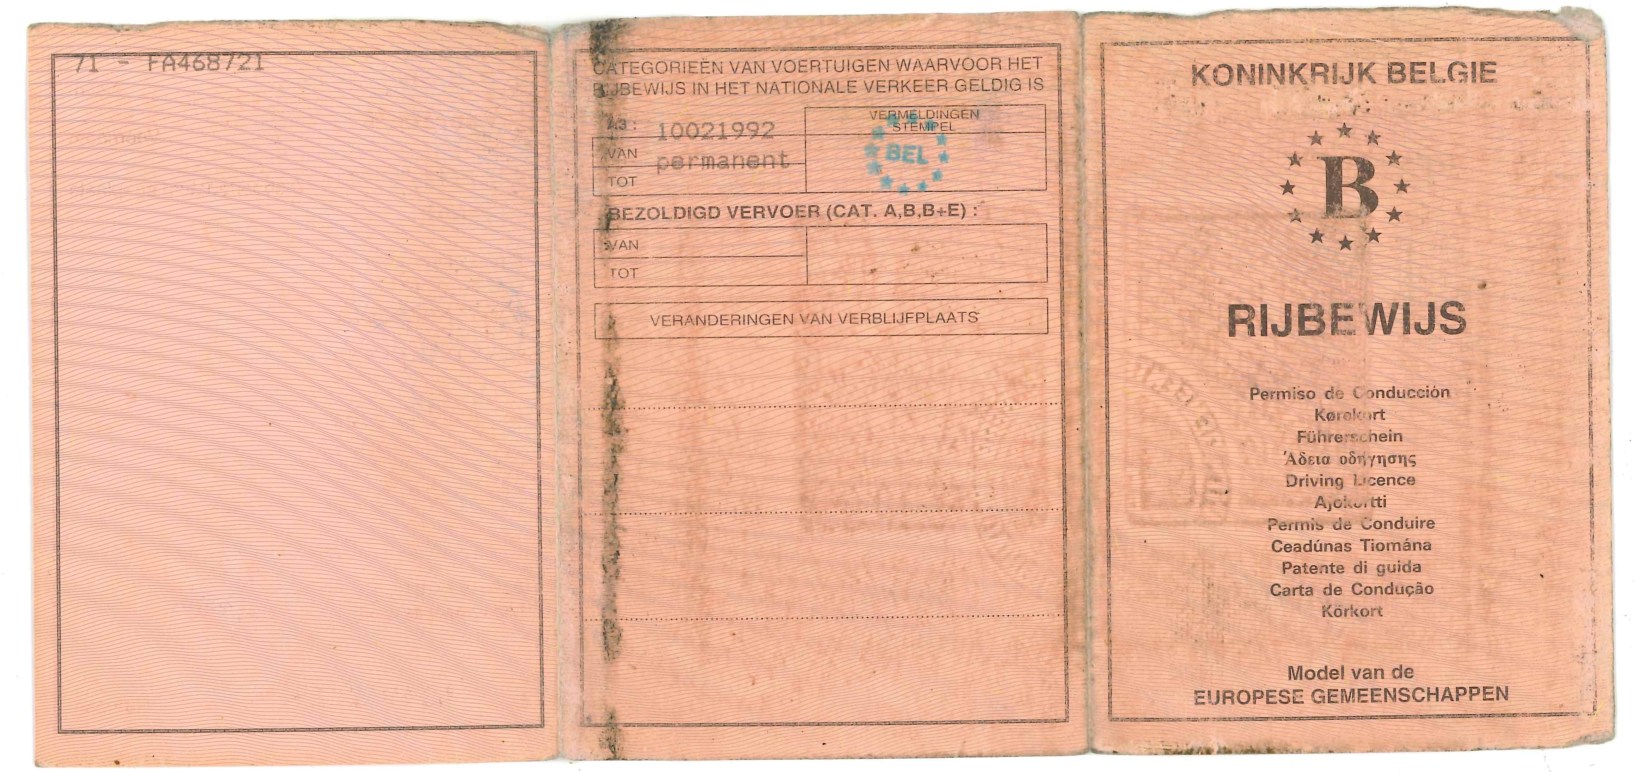 71 - FA468721
CATEGORIEËN VAN VOERTUIGEN WAARVOOR HET
RIJBEWIJS IN HET NATIONALE VERKEER GELDIG IS
A3 : 10021992
VAN permanent
TOT
VERMELDINGEN
STEMPEL
BEL
BEZOLDIGD VERVOER (CAT. A,B,B+E) :
VAN
TOT
VERANDERINGEN VAN VERBLIJFPLAATS
KONINKRIJK BELGIE
B
RIJBEWIJS
Permiso de Conducción
Kørekort
Führerschein
Άδεια οδήγησης
Driving Licence
Ajokortti
Permis de Conduire
Ceadúnas Tiomána
Patente di guida
Carta de Condução
Körkort
Model van de
EUROPESE GEMEENSCHAPPEN